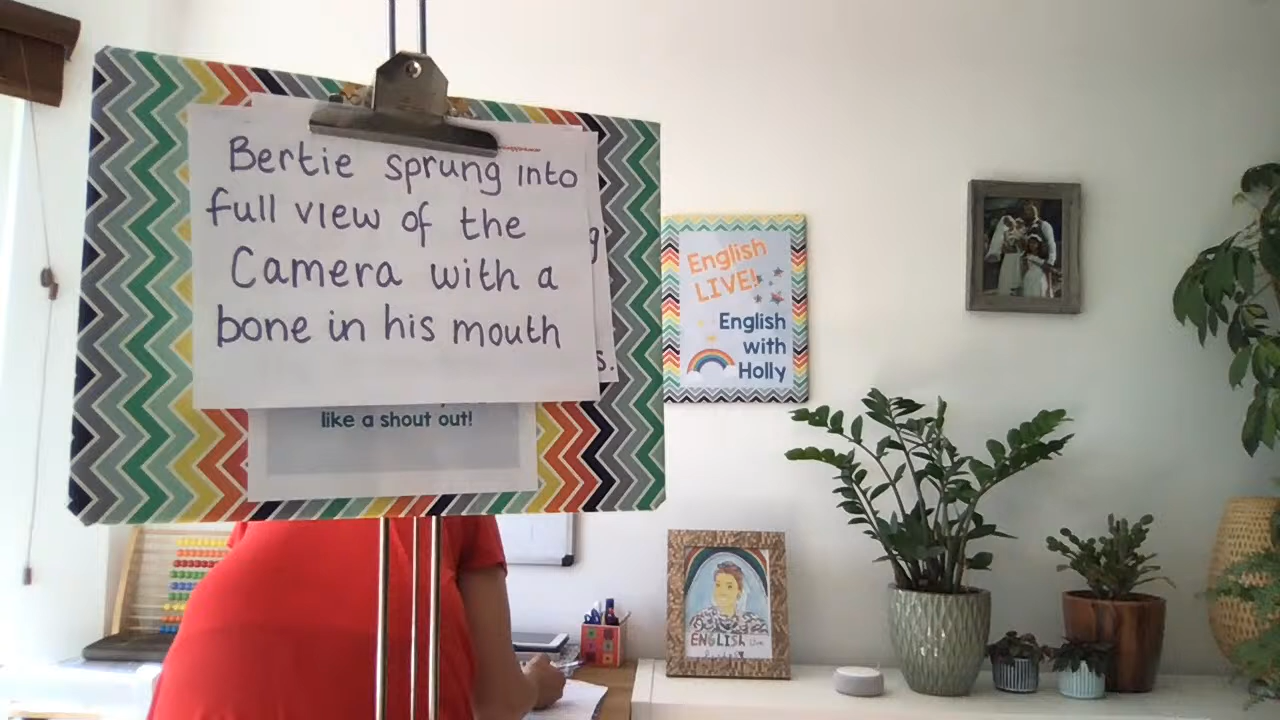 Bertie sprung into
full view of the
Camera with a
bone in his mouth
g
s.
like a shout out!
English
LIVE!
English
with
Holly
ENGLISH